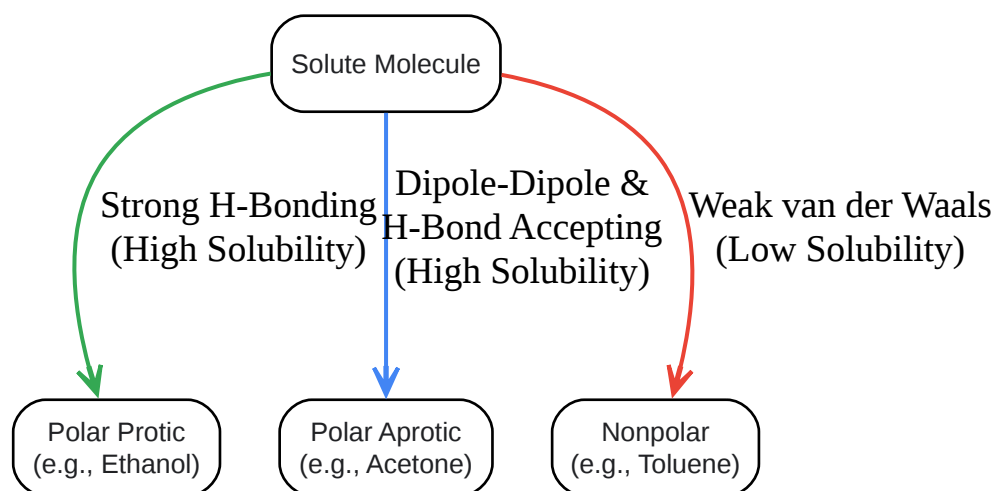 Solute Molecule
Strong H-Bonding
(High Solubility)
Dipole-Dipole &
H-Bond Accepting
(High Solubility)
Weak van der Waals
(Low Solubility)
Polar Protic
(e.g., Ethanol)
Polar Aprotic
(e.g., Acetone)
Nonpolar
(e.g., Toluene)